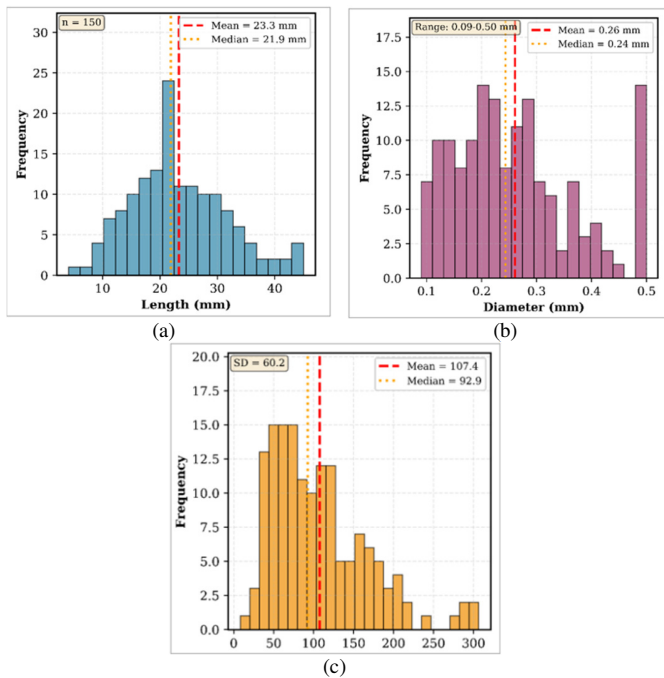 n = 150
Mean = 23.3 mm
Median = 21.9 mm
30
25
20
15
10
5
0
Frequency
10 20 30 40
Length (mm)
(a)
Range: 0.09-0.50 mm
Mean = 0.26 mm
Median = 0.24 mm
17.5
15.0
12.5
10.0
7.5
5.0
2.5
0.0
Frequency
0.1 0.2 0.3 0.4 0.5
Diameter (mm)
(b)
SD = 60.2
Mean = 107.4
Median = 92.9
20.0
17.5
15.0
12.5
10.0
7.5
5.0
2.5
0.0
Frequency
0 50 100 150 200 250 300
(c)